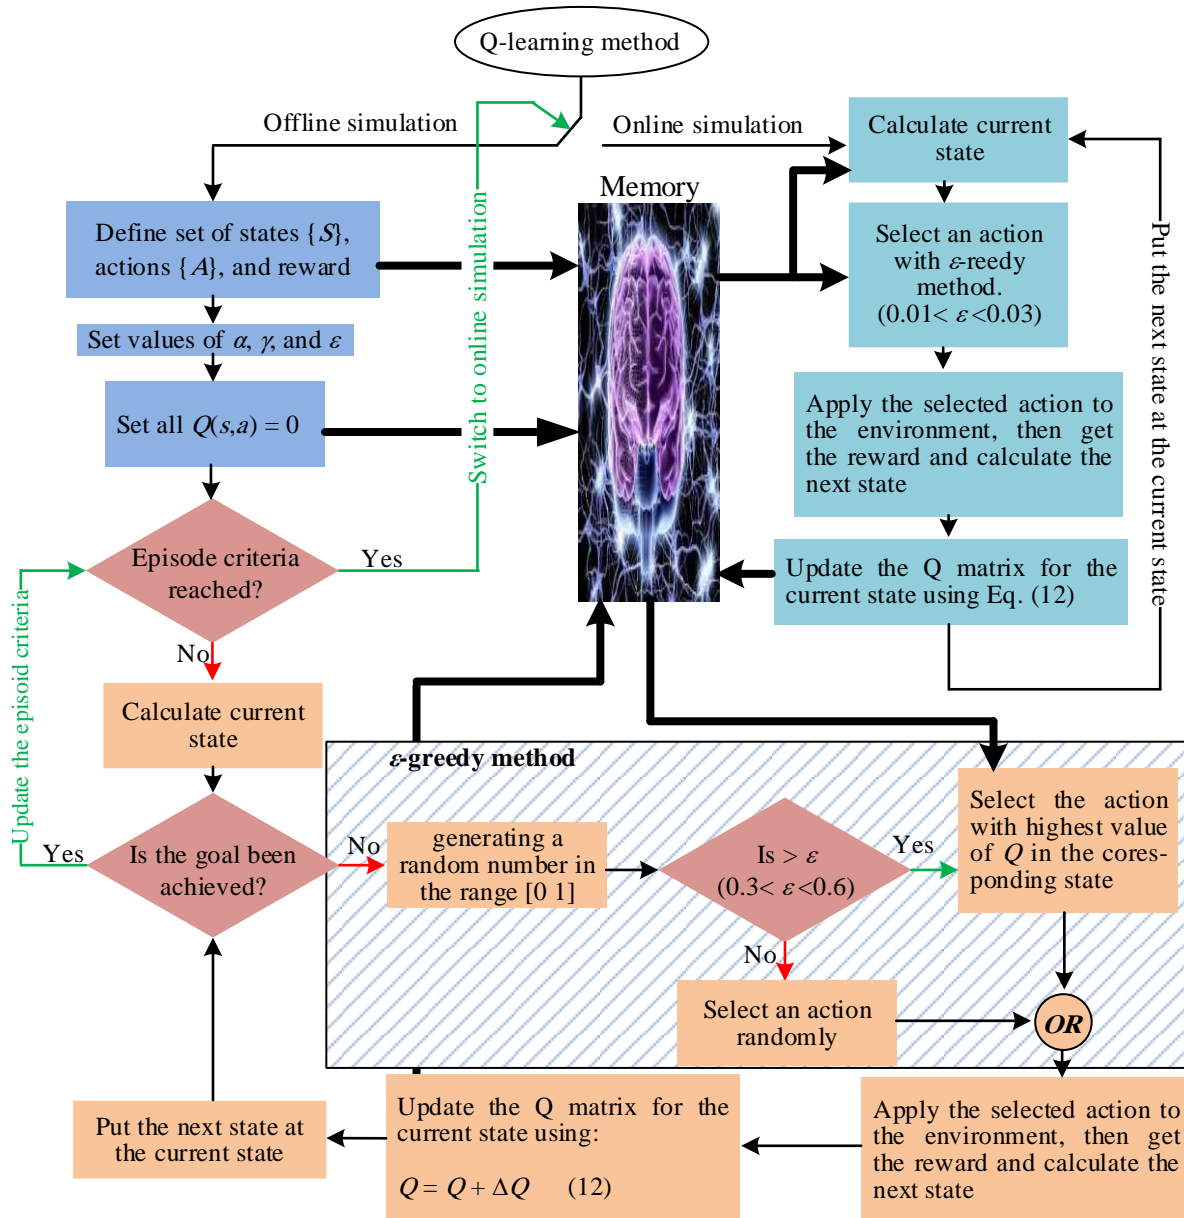 Q-learning method
Offline simulation
Online simulation
Calculate current
state
Memory
Define set of states {S},
actions {A}, and reward
Select an action
with ε-reedy
method.
(0.01< ε <0.03)
Set values of α, γ, and ε
Set all Q(s,a) = 0
Switch to online simulation
Put the next state at the current state
Apply the selected action to
the environment, then get
the reward and calculate the
next state
Episode criteria
reached?
Yes
Update the Q matrix for the
current state using Eq. (12)
No
Update the episoid criteria
Calculate current
state
ε-greedy method
Is the goal been
achieved?
Yes
No
generating a
random number in
the range [0 1]
Is > ε
(0.3< ε <0.6)
Yes
Select the action
with highest value
of Q in the cores-
ponding state
No
Select an action
randomly
OR
Put the next state at
the current state
Update the Q matrix for the
current state using:
Q = Q + ΔQ (12)
Apply the selected action to
the environment, then get
the reward and calculate the
next state